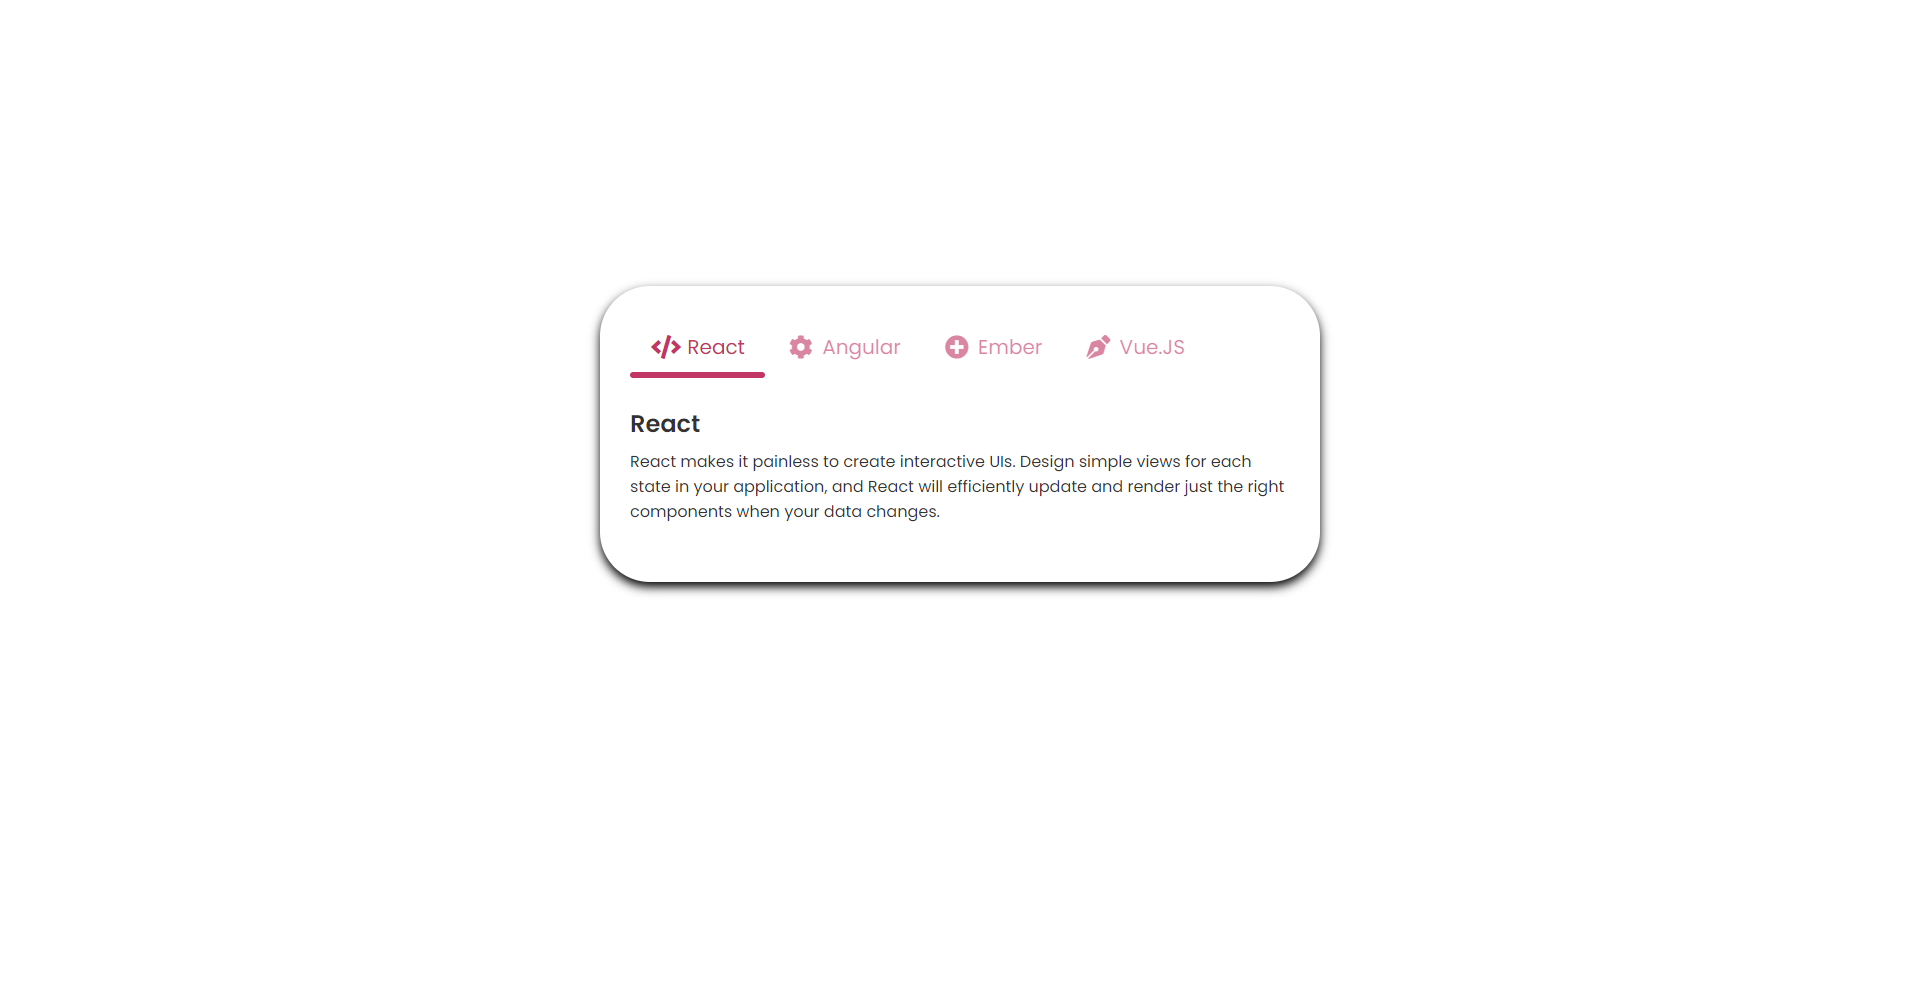 React Angular Ember Vue.JS
React
React makes it painless to create interactive UIs. Design simple views for each
state in your application, and React will efficiently update and render just the right
components when your data changes.